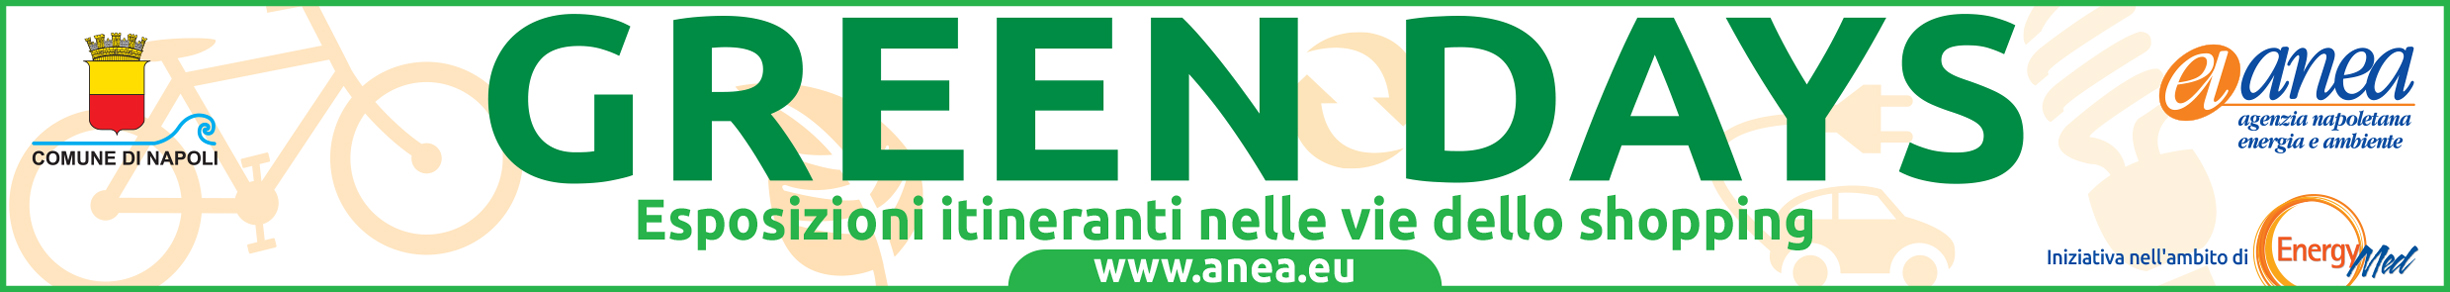 COMUNE DI NAPOLI
GREEN DAYS
Esposizioni itineranti nelle vie dello shopping
www.anea.eu
ea anea
agenzia napoletana
energia e ambiente
Iniziativa nell'ambito di
EnergyMed